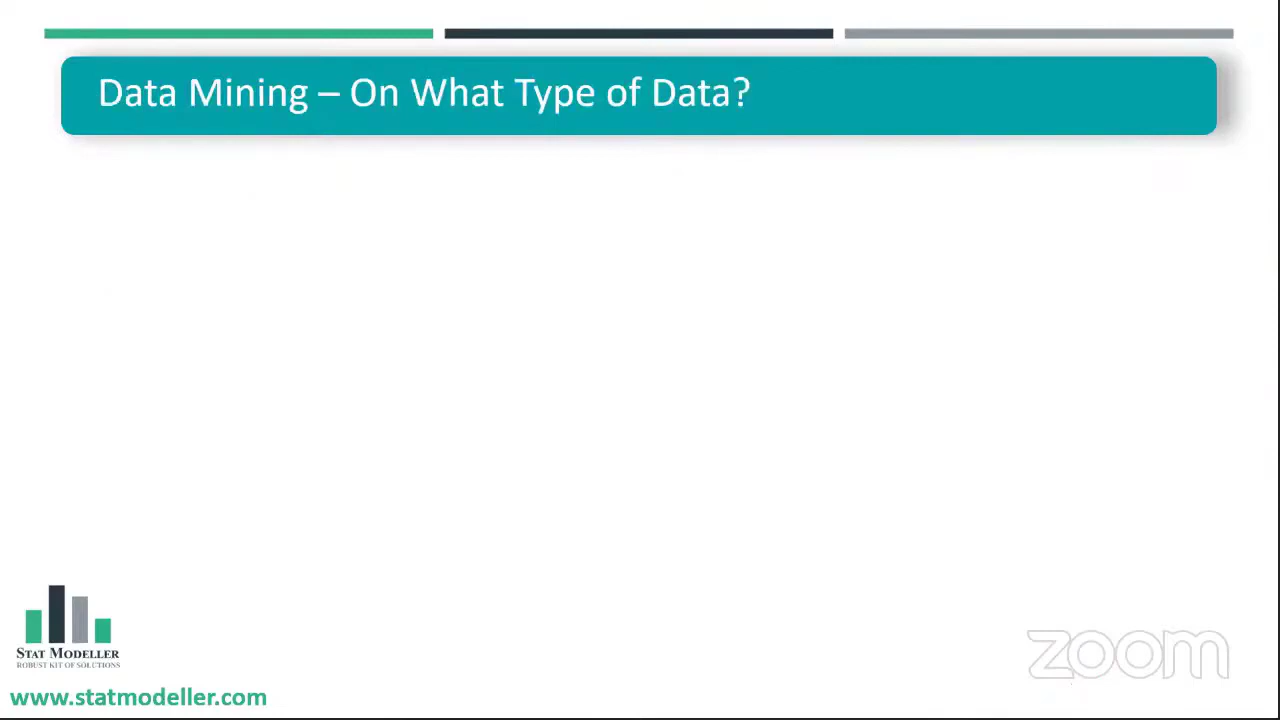 Data Mining – On What Type of Data?
STAT MODELLER
ROBUST KIT OF SOLUTIONS
www.statmodeller.com
zoom